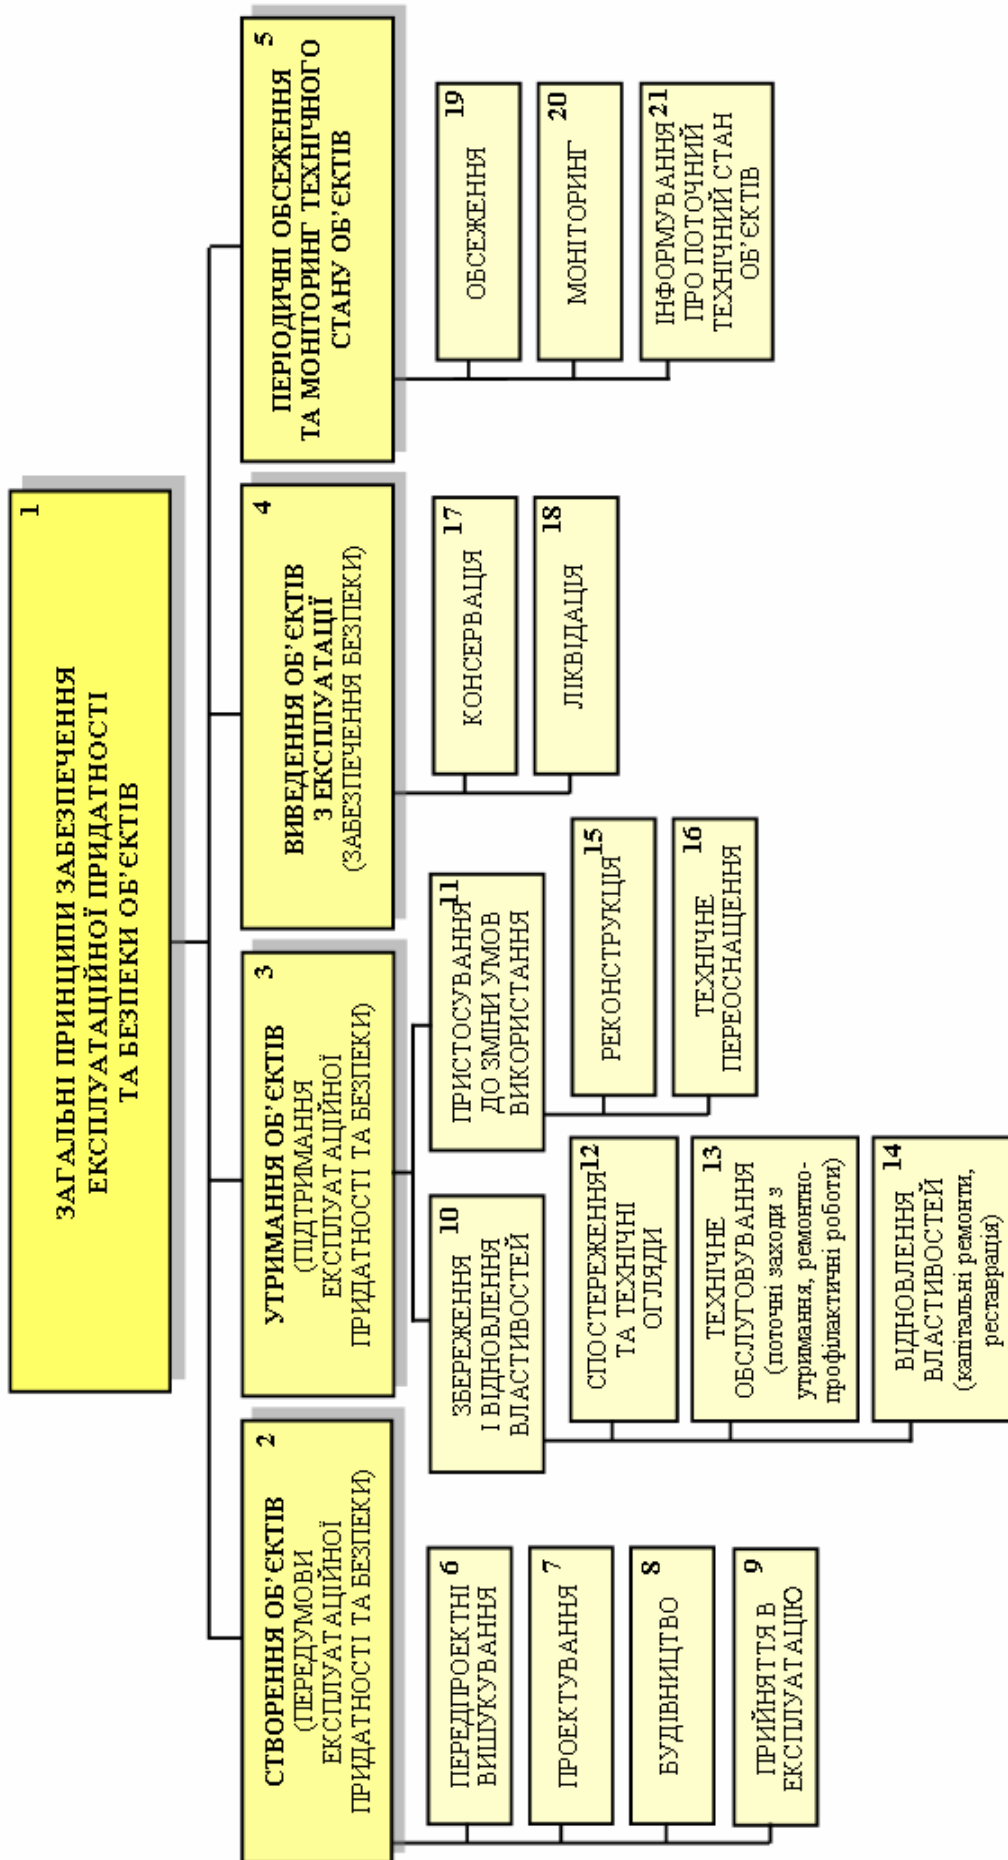 1
ЗАГАЛЬНІ ПРИНЦИПИ ЗАБЕЗПЕЧЕННЯ
ЕКСПЛУАТАЦІЙНОЇ ПРИДАТНОСТІ
ТА БЕЗПЕКИ ОБ’ЄКТІВ
2
СТВОРЕННЯ ОБ’ЄКТІВ
(ПЕРЕДУМОВИ
ЕКСПЛУАТАЦІЙНОЇ
ПРИДАТНОСТІ ТА БЕЗПЕКИ)
6
ПЕРЕДПРОЕКТНІ
ВИШУКУВАННЯ
7
ПРОЕКТУВАННЯ
8
БУДІВНИЦТВО
9
ПРИЙНЯТТЯ В
ЕКСПЛУАТАЦІЮ
3
УТРИМАННЯ ОБ’ЄКТІВ
(ПІДТРИМАННЯ
ЕКСПЛУАТАЦІЙНОЇ
ПРИДАТНОСТІ ТА БЕЗПЕКИ)
10
ЗБЕРЕЖЕННЯ
І ВІДНОВЛЕННЯ
ВЛАСТИВОСТЕЙ
12
СПОСТЕРЕЖЕННЯ
ТА ТЕХНІЧНІ
ОГЛЯДИ
13
ТЕХНІЧНЕ
ОБСЛУГОВУВАННЯ
(поточні заходи з
утримання, ремонтно-
профілактичні роботи)
14
ВІДНОВЛЕННЯ
ВЛАСТИВОСТЕЙ
(капітальні ремонти,
реставрація)
11
ПРИСТОСУВАННЯ
ДО ЗМІНИ УМОВ
ВИКОРИСТАННЯ
15
РЕКОНСТРУКЦІЯ
16
ТЕХНІЧНЕ
ПЕРЕОСНАЩЕННЯ
4
ВИВЕДЕННЯ ОБ’ЄКТІВ
З ЕКСПЛУАТАЦІЇ
(ЗАБЕЗПЕЧЕННЯ БЕЗПЕКИ)
17
КОНСЕРВАЦІЯ
18
ЛІКВІДАЦІЯ
5
ПЕРІОДИЧНІ ОБСЕЖЕННЯ
ТА МОНІТОРИНГ ТЕХНІЧНОГО
СТАНУ ОБ’ЄКТІВ
19
ОБСЕЖЕННЯ
20
МОНІТОРИНГ
21
ІНФОРМУВАННЯ
ПРО ПОТОЧНИЙ
ТЕХНІЧНИЙ СТАН
ОБ’ЄКТІВ